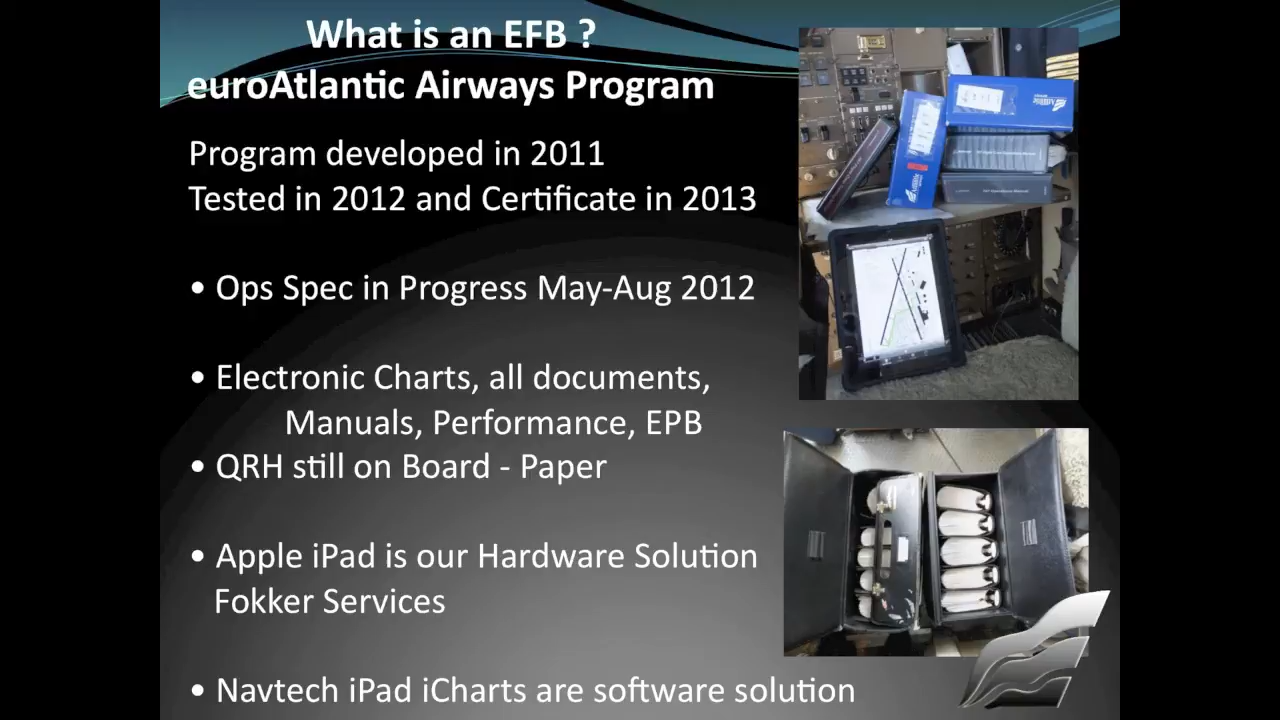 What is an EFB ?
euroAtlantic Airways Program
Program developed in 2011
Tested in 2012 and Certificate in 2013
• Ops Spec in Progress May-Aug 2012
• Electronic Charts, all documents,
Manuals, Performance, EPB
• QRH still on Board - Paper
• Apple iPad is our Hardware Solution
Fokker Services
• Navtech iPad iCharts are software solution